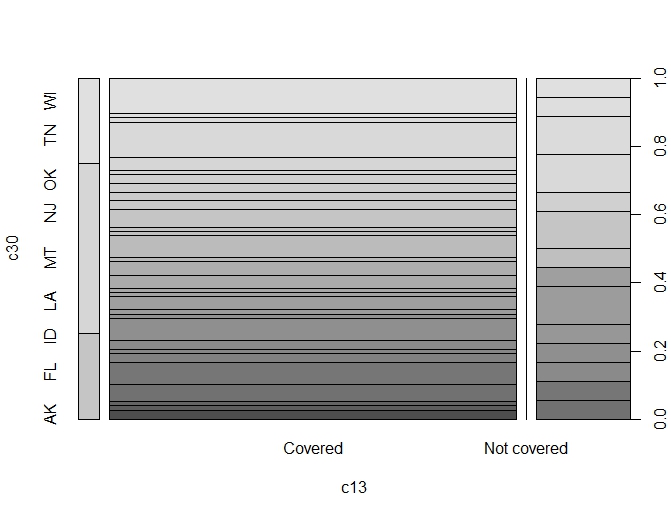 WI
TN
OK
NJ
MT
LA
ID
FL
AK
c30
1.0
0.8
0.6
0.4
0.2
0.0
Covered
Not covered
c13